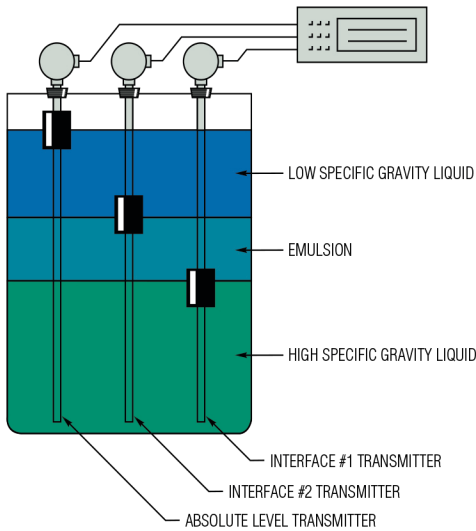 LOW SPECIFIC GRAVITY LIQUID
EMULSION
HIGH SPECIFIC GRAVITY LIQUID
INTERFACE #1 TRANSMITTER
INTERFACE #2 TRANSMITTER
ABSOLUTE LEVEL TRANSMITTER